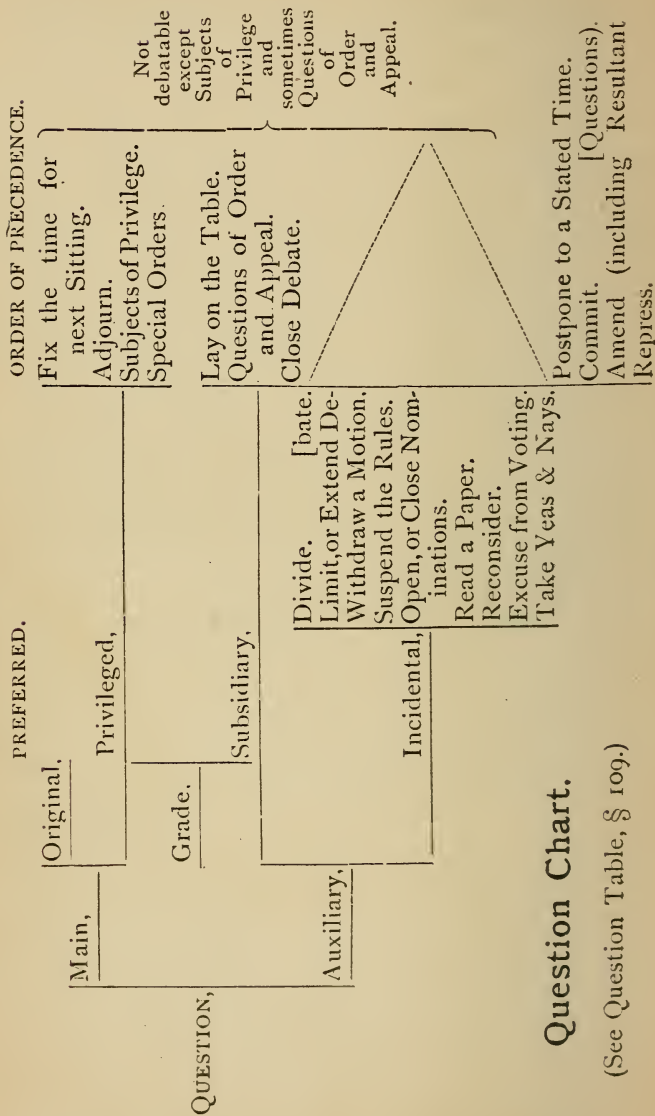 PREFERRED.
ORDER OF PRECEDENCE.
QUESTION,
Main,
Original,
Privileged,
Fix the time for
next Sitting.
Adjourn.
Subjects of Privilege.
Special Orders.
Grade.
Auxiliary,
Subsidiary,
Lay on the Table.
Questions of Order
and Appeal.
Close Debate.
Incidental,
Divide. [bate.
Limit, or Extend De-
Withdraw a Motion.
Suspend the Rules.
Open, or Close Nom-
inations.
Read a Paper.
Reconsider.
Excuse from Voting.
Take Yeas & Nays.
Postpone to a Stated Time.
Commit. [Questions).
Amend (including Resultant
Repress.
Not
debatable
except
Subjects
of
Privilege
and
sometimes
Questions
of
Order
and
Appeal.
Question Chart.
(See Question Table, § 109.)